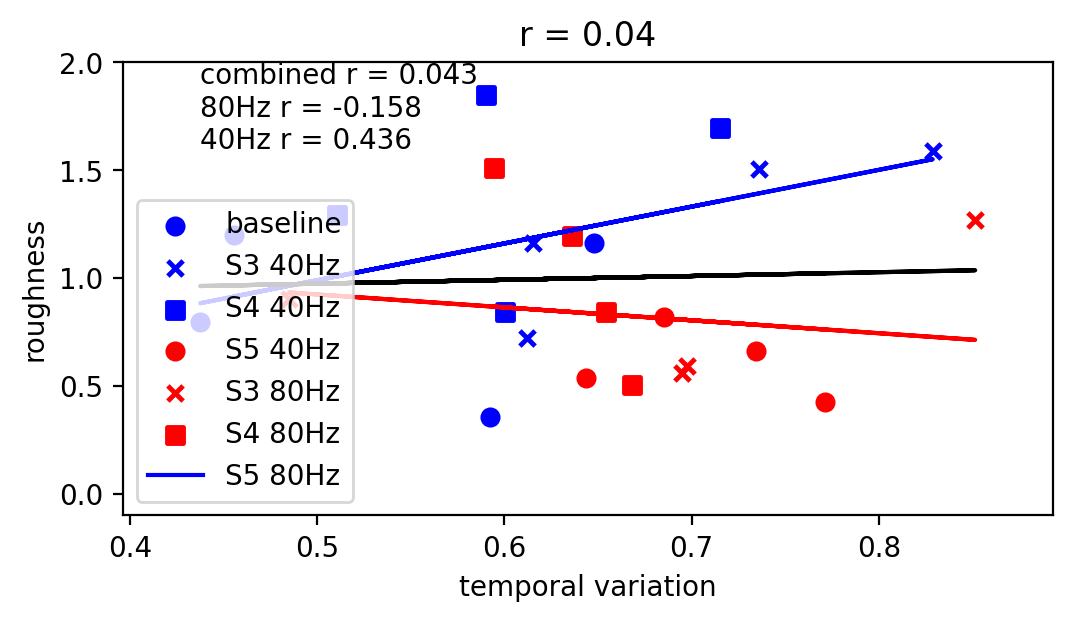 r = 0.04
combined r = 0.043
80Hz r = -0.158
40Hz r = 0.436
2.0
1.5
1.0
0.5
0.0
roughness
baseline
S3 40Hz
S4 40Hz
S5 40Hz
S3 80Hz
S4 80Hz
S5 80Hz
0.4 0.5 0.6 0.7 0.8
temporal variation